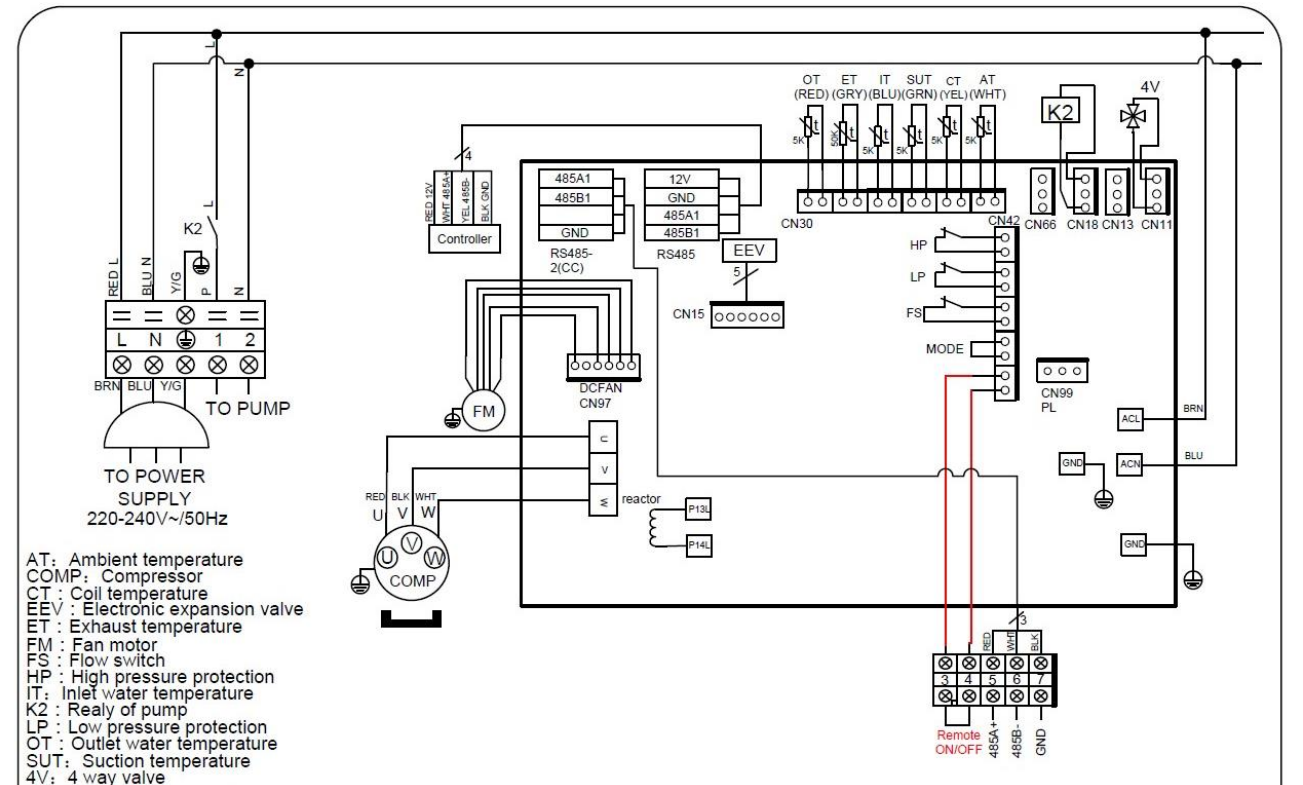 L
N
OT ET IT SUT CT AT
(RED) (GRY) (BLU) (GRN) (YEL) (WHT)
5K 50K 5K 5K 5K 5K
t t t t t t
K2
4V
4
RED 12V
WHT 485A+
YEL 485B-
BLK GND
Controller
485A1
485B1
GND
RS485-
2(CC)
12V
GND
485A1
485B1
RS485
EEV
5
CN15
CN30
CN42
CN66 CN18 CN13 CN11
HP
LP
FS
MODE
CN99
PL
K2
L
RED L
BLU N
Y/G
P
N
L N 1 2
BRN BLU Y/G
TO PUMP
TO POWER
SUPPLY
220-240V~/50Hz
DCFAN
CN97
FM
U
V
W
reactor
P13L
P14L
RED BLK WHT
U V W
U V W
COMP
ACL
BRN
ACN
BLU
GND
GND
3
RED
WHT
BLK
3 4 5 6 7
Remote
ON/OFF
485A+
485B-
GND
AT: Ambient temperature
COMP: Compressor
CT : Coil temperature
EEV : Electronic expansion valve
ET : Exhaust temperature
FM : Fan motor
FS : Flow switch
HP : High pressure protection
IT: Inlet water temperature
K2 : Realy of pump
LP : Low pressure protection
OT : Outlet water temperature
SUT: Suction temperature
4V: 4 way valve